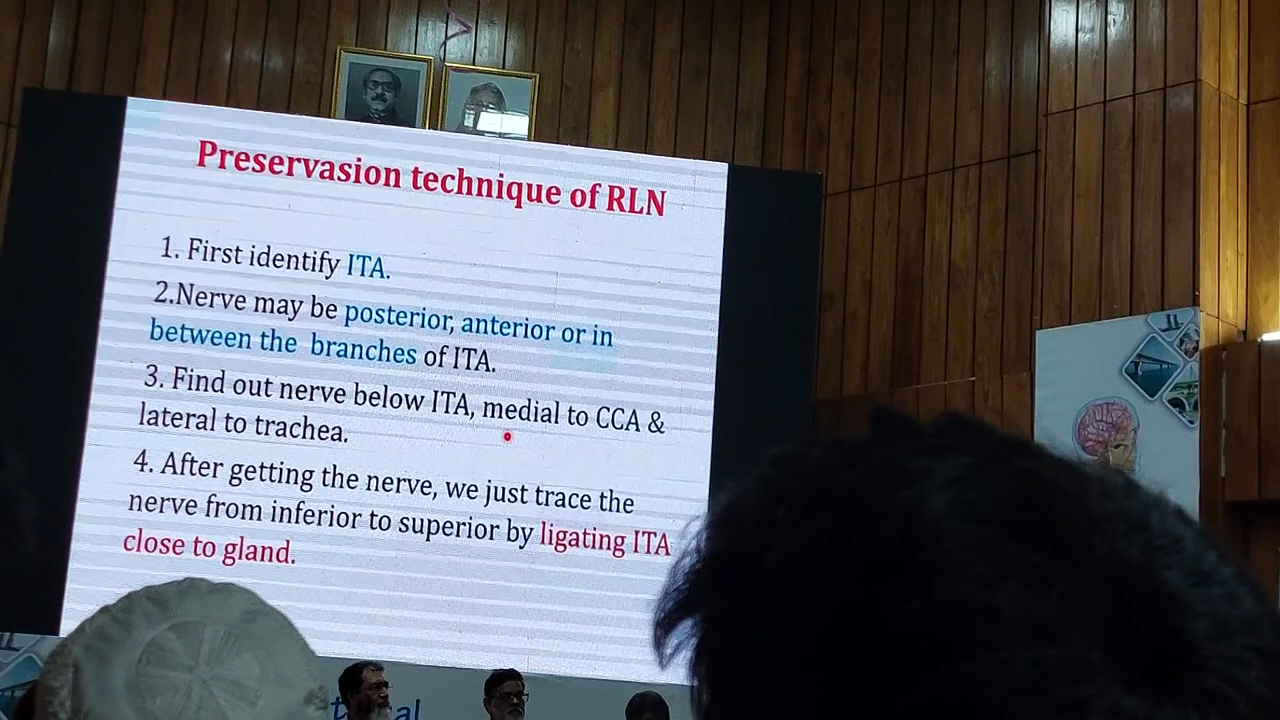 Preservasion technique of RLN
1. First identify ITA.
2.Nerve may be posterior, anterior or in
between the branches of ITA.
3. Find out nerve below ITA, medial to CCA &
lateral to trachea.
4. After getting the nerve, we just trace the
nerve from inferior to superior by ligating ITA
close to gland.